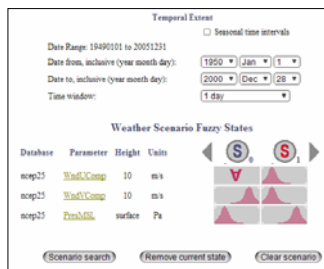 Temporal Extent
Seasonal time intervals
Date Range: 19490101 to 20051231
Date from, inclusive (year month day): 1950 Jan 1
Date to, inclusive (year month day): 2000 Dec 28
Time window: 1 day
Weather Scenario Fuzzy States
Database Parameter Height Units S 0 S 1
ncep25 WndUComp 10 m/s ∀
ncep25 WndVComp 10 m/s
ncep25 PresMSL surface Pa
Scenario search Remove current state Clear scenario